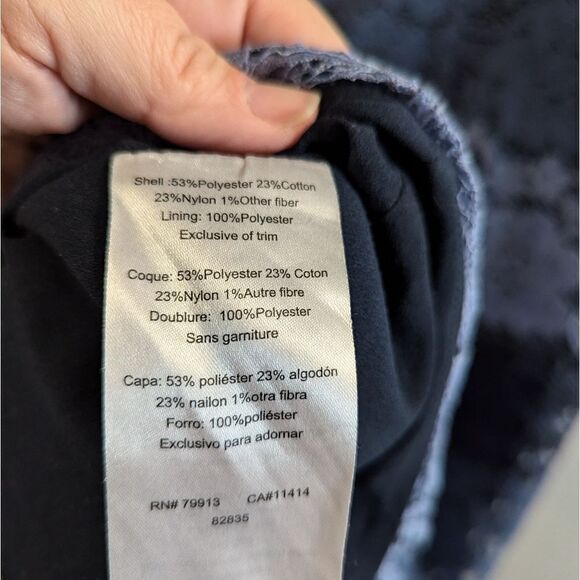 Shell :53%Polyester 23%Cotton
23%Nylon 1%Other fiber
Lining: 100%Polyester
Exclusive of trim
Coque: 53%Polyester 23% Coton
23%Nylon 1%Autre fibre
Doublure: 100%Polyester
Sans garniture
Capa: 53% poliéster 23% algodón
23% nailon 1%otra fibra
Forro: 100%poliéster
Exclusivo para adornar
RN# 79913 CA#11414
82835